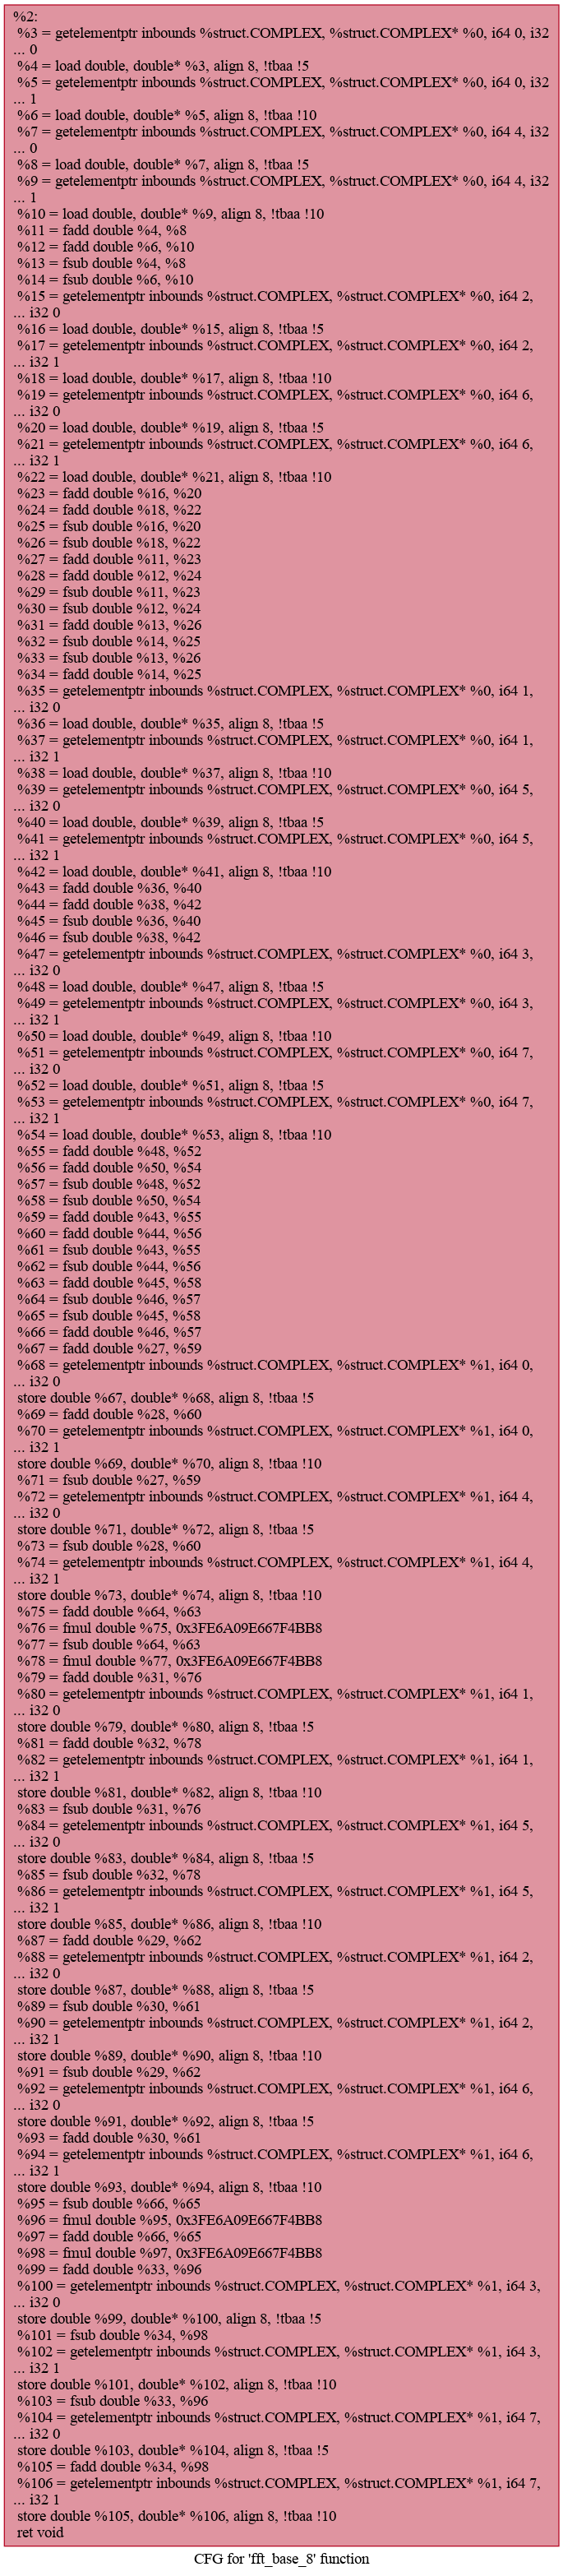 %2:
%3 = getelementptr inbounds %struct.COMPLEX, %struct.COMPLEX* %0, i64 0, i32
... 0
%4 = load double, double* %3, align 8, !tbaa !5
%5 = getelementptr inbounds %struct.COMPLEX, %struct.COMPLEX* %0, i64 0, i32
... 1
%6 = load double, double* %5, align 8, !tbaa !10
%7 = getelementptr inbounds %struct.COMPLEX, %struct.COMPLEX* %0, i64 4, i32
... 0
%8 = load double, double* %7, align 8, !tbaa !5
%9 = getelementptr inbounds %struct.COMPLEX, %struct.COMPLEX* %0, i64 4, i32
... 1
%10 = load double, double* %9, align 8, !tbaa !10
%11 = fadd double %4, %8
%12 = fadd double %6, %10
%13 = fsub double %4, %8
%14 = fsub double %6, %10
%15 = getelementptr inbounds %struct.COMPLEX, %struct.COMPLEX* %0, i64 2,
... i32 0
%16 = load double, double* %15, align 8, !tbaa !5
%17 = getelementptr inbounds %struct.COMPLEX, %struct.COMPLEX* %0, i64 2,
... i32 1
%18 = load double, double* %17, align 8, !tbaa !10
%19 = getelementptr inbounds %struct.COMPLEX, %struct.COMPLEX* %0, i64 6,
... i32 0
%20 = load double, double* %19, align 8, !tbaa !5
%21 = getelementptr inbounds %struct.COMPLEX, %struct.COMPLEX* %0, i64 6,
... i32 1
%22 = load double, double* %21, align 8, !tbaa !10
%23 = fadd double %16, %20
%24 = fadd double %18, %22
%25 = fsub double %16, %20
%26 = fsub double %18, %22
%27 = fadd double %11, %23
%28 = fadd double %12, %24
%29 = fsub double %11, %23
%30 = fsub double %12, %24
%31 = fadd double %13, %26
%32 = fsub double %14, %25
%33 = fsub double %13, %26
%34 = fadd double %14, %25
%35 = getelementptr inbounds %struct.COMPLEX, %struct.COMPLEX* %0, i64 1,
... i32 0
%36 = load double, double* %35, align 8, !tbaa !5
%37 = getelementptr inbounds %struct.COMPLEX, %struct.COMPLEX* %0, i64 1,
... i32 1
%38 = load double, double* %37, align 8, !tbaa !10
%39 = getelementptr inbounds %struct.COMPLEX, %struct.COMPLEX* %0, i64 5,
... i32 0
%40 = load double, double* %39, align 8, !tbaa !5
%41 = getelementptr inbounds %struct.COMPLEX, %struct.COMPLEX* %0, i64 5,
... i32 1
%42 = load double, double* %41, align 8, !tbaa !10
%43 = fadd double %36, %40
%44 = fadd double %38, %42
%45 = fsub double %36, %40
%46 = fsub double %38, %42
%47 = getelementptr inbounds %struct.COMPLEX, %struct.COMPLEX* %0, i64 3,
... i32 0
%48 = load double, double* %47, align 8, !tbaa !5
%49 = getelementptr inbounds %struct.COMPLEX, %struct.COMPLEX* %0, i64 3,
... i32 1
%50 = load double, double* %49, align 8, !tbaa !10
%51 = getelementptr inbounds %struct.COMPLEX, %struct.COMPLEX* %0, i64 7,
... i32 0
%52 = load double, double* %51, align 8, !tbaa !5
%53 = getelementptr inbounds %struct.COMPLEX, %struct.COMPLEX* %0, i64 7,
... i32 1
%54 = load double, double* %53, align 8, !tbaa !10
%55 = fadd double %48, %52
%56 = fadd double %50, %54
%57 = fsub double %48, %52
%58 = fsub double %50, %54
%59 = fadd double %43, %55
%60 = fadd double %44, %56
%61 = fsub double %43, %55
%62 = fsub double %44, %56
%63 = fadd double %45, %58
%64 = fsub double %46, %57
%65 = fsub double %45, %58
%66 = fadd double %46, %57
%67 = fadd double %27, %59
%68 = getelementptr inbounds %struct.COMPLEX, %struct.COMPLEX* %1, i64 0,
... i32 0
store double %67, double* %68, align 8, !tbaa !5
%69 = fadd double %28, %60
%70 = getelementptr inbounds %struct.COMPLEX, %struct.COMPLEX* %1, i64 0,
... i32 1
store double %69, double* %70, align 8, !tbaa !10
%71 = fsub double %27, %59
%72 = getelementptr inbounds %struct.COMPLEX, %struct.COMPLEX* %1, i64 4,
... i32 0
store double %71, double* %72, align 8, !tbaa !5
%73 = fsub double %28, %60
%74 = getelementptr inbounds %struct.COMPLEX, %struct.COMPLEX* %1, i64 4,
... i32 1
store double %73, double* %74, align 8, !tbaa !10
%75 = fadd double %64, %63
%76 = fmul double %75, 0x3FE6A09E667F4BB8
%77 = fsub double %64, %63
%78 = fmul double %77, 0x3FE6A09E667F4BB8
%79 = fadd double %31, %76
%80 = getelementptr inbounds %struct.COMPLEX, %struct.COMPLEX* %1, i64 1,
... i32 0
store double %79, double* %80, align 8, !tbaa !5
%81 = fadd double %32, %78
%82 = getelementptr inbounds %struct.COMPLEX, %struct.COMPLEX* %1, i64 1,
... i32 1
store double %81, double* %82, align 8, !tbaa !10
%83 = fsub double %31, %76
%84 = getelementptr inbounds %struct.COMPLEX, %struct.COMPLEX* %1, i64 5,
... i32 0
store double %83, double* %84, align 8, !tbaa !5
%85 = fsub double %32, %78
%86 = getelementptr inbounds %struct.COMPLEX, %struct.COMPLEX* %1, i64 5,
... i32 1
store double %85, double* %86, align 8, !tbaa !10
%87 = fadd double %29, %62
%88 = getelementptr inbounds %struct.COMPLEX, %struct.COMPLEX* %1, i64 2,
... i32 0
store double %87, double* %88, align 8, !tbaa !5
%89 = fsub double %30, %61
%90 = getelementptr inbounds %struct.COMPLEX, %struct.COMPLEX* %1, i64 2,
... i32 1
store double %89, double* %90, align 8, !tbaa !10
%91 = fsub double %29, %62
%92 = getelementptr inbounds %struct.COMPLEX, %struct.COMPLEX* %1, i64 6,
... i32 0
store double %91, double* %92, align 8, !tbaa !5
%93 = fadd double %30, %61
%94 = getelementptr inbounds %struct.COMPLEX, %struct.COMPLEX* %1, i64 6,
... i32 1
store double %93, double* %94, align 8, !tbaa !10
%95 = fsub double %66, %65
%96 = fmul double %95, 0x3FE6A09E667F4BB8
%97 = fadd double %66, %65
%98 = fmul double %97, 0x3FE6A09E667F4BB8
%99 = fadd double %33, %96
%100 = getelementptr inbounds %struct.COMPLEX, %struct.COMPLEX* %1, i64 3,
... i32 0
store double %99, double* %100, align 8, !tbaa !5
%101 = fsub double %34, %98
%102 = getelementptr inbounds %struct.COMPLEX, %struct.COMPLEX* %1, i64 3,
... i32 1
store double %101, double* %102, align 8, !tbaa !10
%103 = fsub double %33, %96
%104 = getelementptr inbounds %struct.COMPLEX, %struct.COMPLEX* %1, i64 7,
... i32 0
store double %103, double* %104, align 8, !tbaa !5
%105 = fadd double %34, %98
%106 = getelementptr inbounds %struct.COMPLEX, %struct.COMPLEX* %1, i64 7,
... i32 1
store double %105, double* %106, align 8, !tbaa !10
ret void
CFG for 'fft_base_8' function